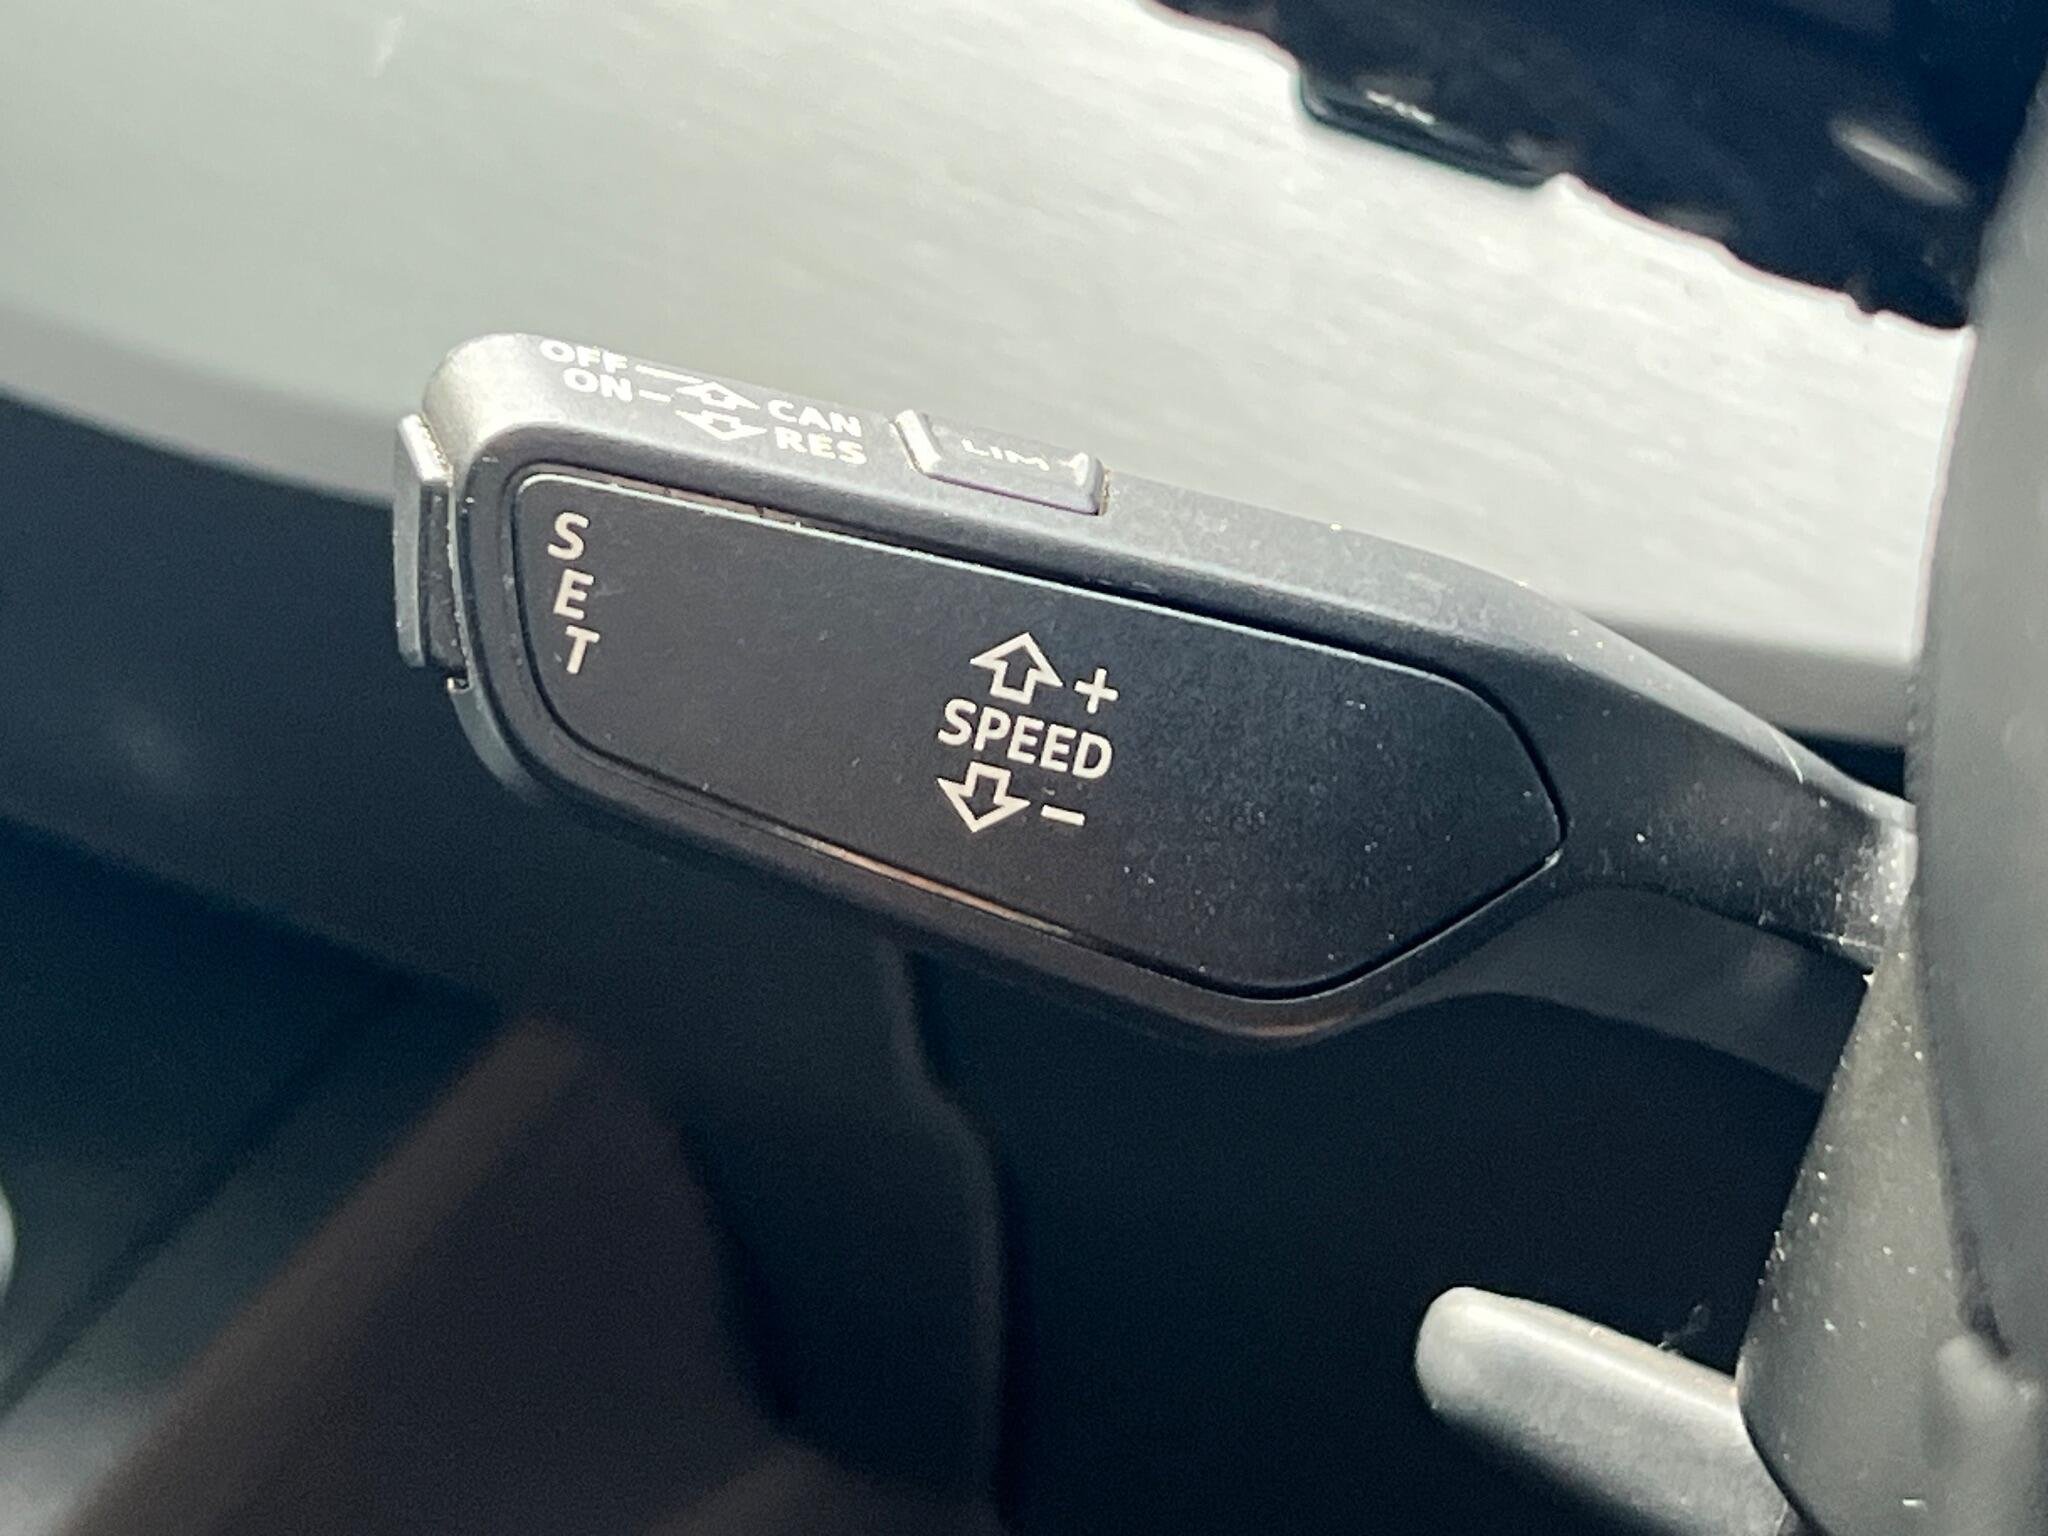 OFF
ON
CAN
RES
LIM
S
E
T
+
SPEED
-